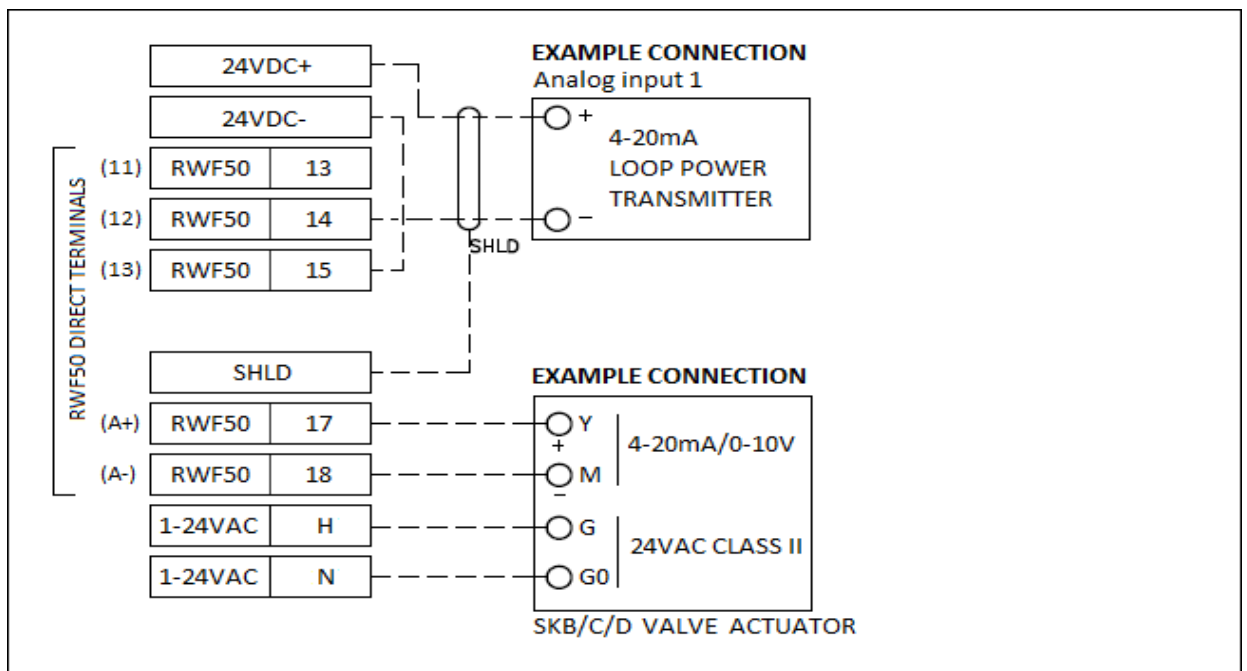 24VDC+
24VDC-
RWF50 DIRECT TERMINALS
(11) RWF50 13
(12) RWF50 14
(13) RWF50 15
SHLD
(A+) RWF50 17
(A-) RWF50 18
1-24VAC H
1-24VAC N
SHLD
EXAMPLE CONNECTION
Analog input 1
+
4-20mA
LOOP POWER
TRANSMITTER
−
EXAMPLE CONNECTION
Y
+
4-20mA/0-10V
M
−
G
24VAC CLASS II
G0
SKB/C/D VALVE ACTUATOR